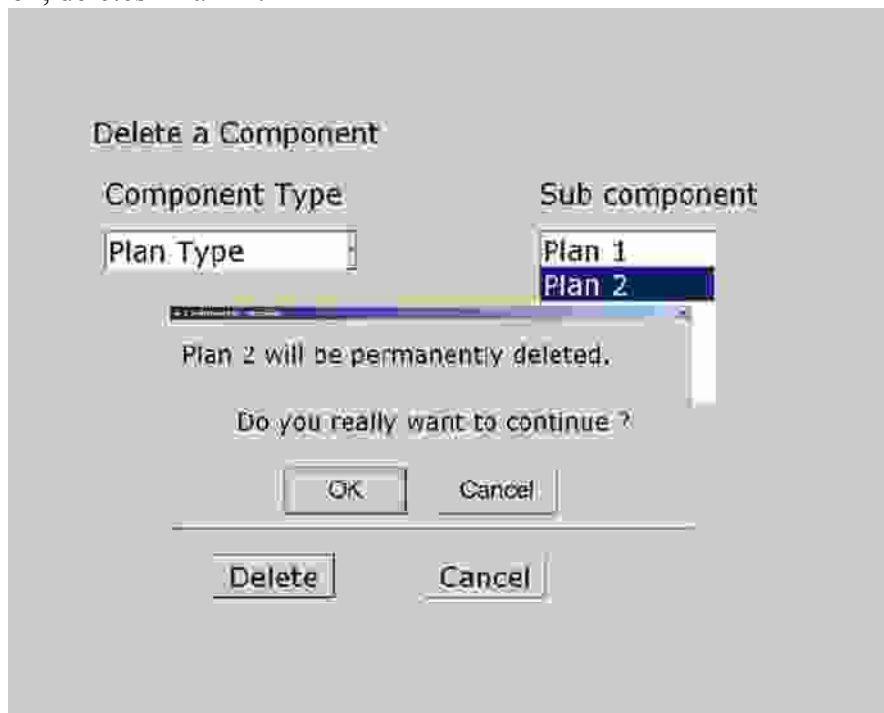 Delete a Component
Component Type Sub component
Plan Type Plan 1
Plan 2
Plan 2 will be permanently deleted.
Do you really want to continue ?
OK Cancel
Delete Cancel